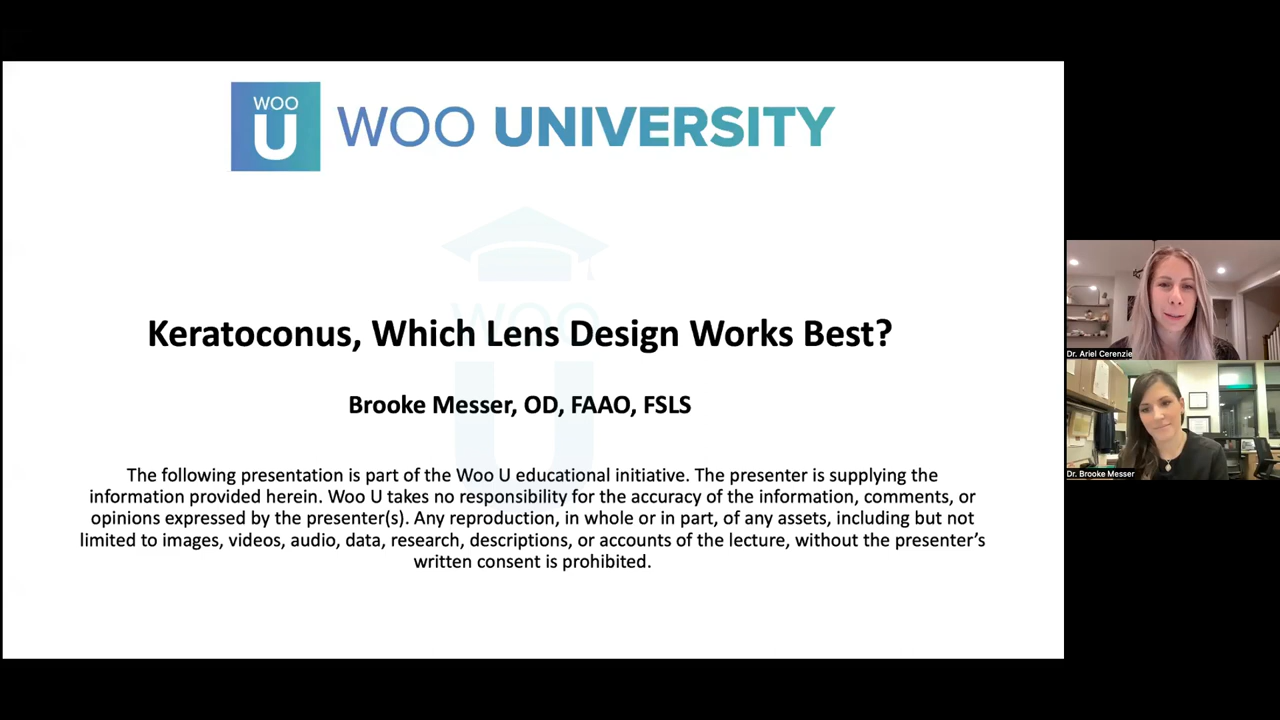 WOO
U
WOO UNIVERSITY
WOO
U
Keratoconus, Which Lens Design Works Best?
Brooke Messer, OD, FAAO, FSLS
The following presentation is part of the Woo U educational initiative. The presenter is supplying the
information provided herein. Woo U takes no responsibility for the accuracy of the information, comments, or
opinions expressed by the presenter(s). Any reproduction, in whole or in part, of any assets, including but not
limited to images, videos, audio, data, research, descriptions, or accounts of the lecture, without the presenter’s
written consent is prohibited.
Dr. Ariel Cerenzie
Dr. Brooke Messer